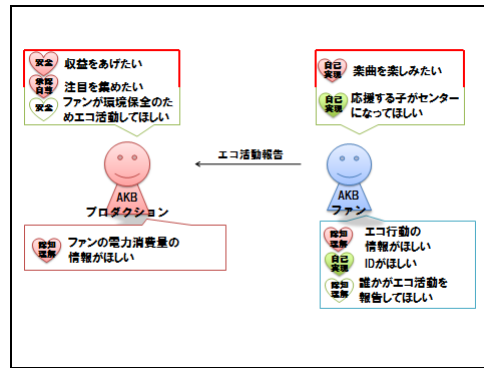 安全 収益をあげたい
承認
自尊 注目を集めたい
安全 ファンが環境保全のた
めエコ活動してほしい
自己
実現 楽曲を楽しみたい
自己
実現 応援する子がセンター
になってほしい
エコ活動報告
AKB
プロダクション
AKB
ファン
認知
理解 ファンの電力消費量の
情報がほしい
認知
理解 エコ行動の
情報がほしい
自己
実現 IDがほしい
認知
理解 誰かがエコ活動を
報告してほしい